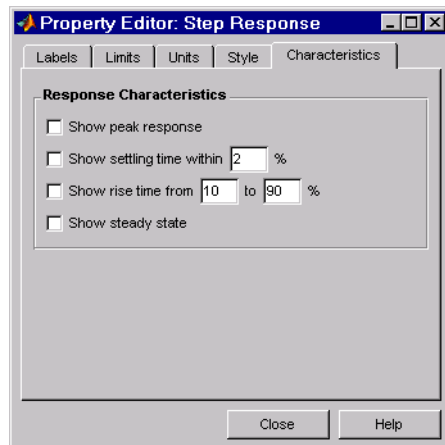 Property Editor: Step Response
Labels Limits Units Style Characteristics
Response Characteristics
Show peak response
Show settling time within 2 %
Show rise time from 10 to 90 %
Show steady state
Close Help